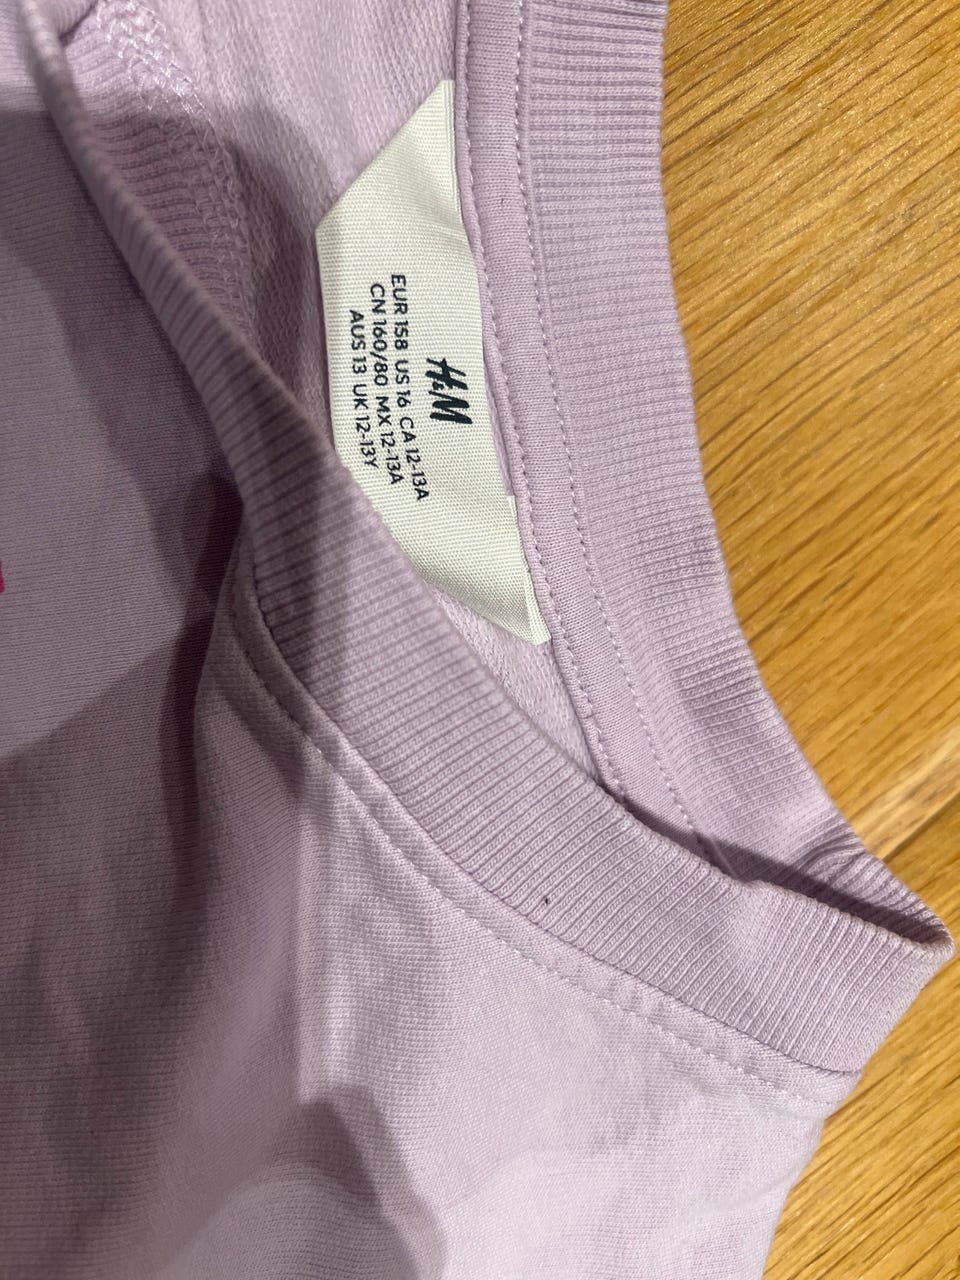 H&M
EUR 158 US 16 CA 12-13A
CN 160/80 MX 12-13A
AUS 13 UK 12-13Y